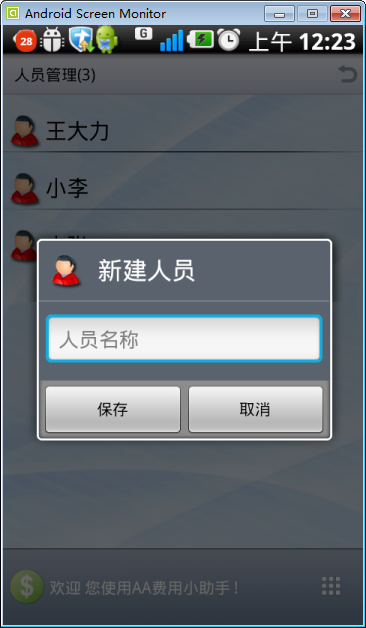 Android Screen Monitor
28 G 上午 12:23
人员管理(3)
王大力
小李
新建人员
人员名称
保存 取消
欢迎 您使用AA费用小助手！